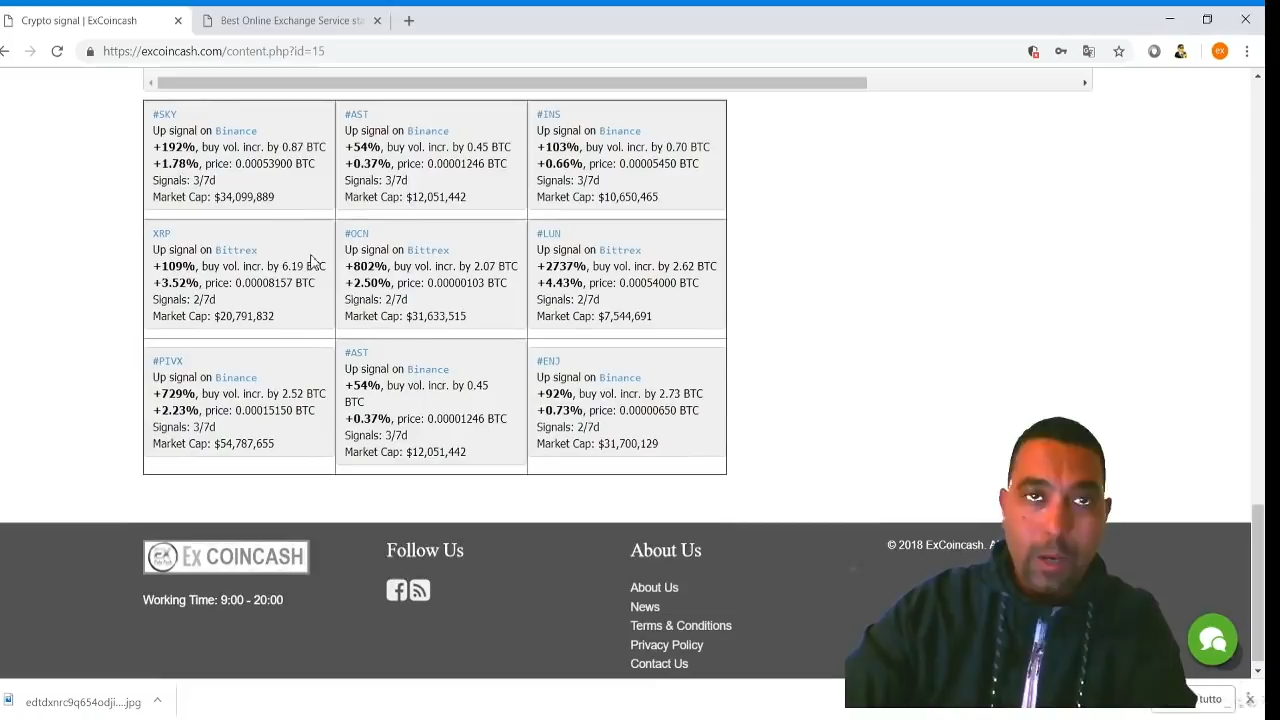 Crypto signal | ExCoincash
Best Online Exchange Service sta
https://excoincash.com/content.php?id=15
ex
#SKY
Up signal on Binance
+192%, buy vol. incr. by 0.87 BTC
+1.78%, price: 0.00053900 BTC
Signals: 3/7d
Market Cap: $34,099,889
#AST
Up signal on Binance
+54%, buy vol. incr. by 0.45 BTC
+0.37%, price: 0.00001246 BTC
Signals: 3/7d
Market Cap: $12,051,442
#INS
Up signal on Binance
+103%, buy vol. incr. by 0.70 BTC
+0.66%, price: 0.00005450 BTC
Signals: 3/7d
Market Cap: $10,650,465
XRP
Up signal on Bittrex
+109%, buy vol. incr. by 6.19 BTC
+3.52%, price: 0.00008157 BTC
Signals: 2/7d
Market Cap: $20,791,832
#OCN
Up signal on Bittrex
+802%, buy vol. incr. by 2.07 BTC
+2.50%, price: 0.00000103 BTC
Signals: 2/7d
Market Cap: $31,633,515
#LUN
Up signal on Bittrex
+2737%, buy vol. incr. by 2.62 BTC
+4.43%, price: 0.00054000 BTC
Signals: 2/7d
Market Cap: $7,544,691
#PIVX
Up signal on Binance
+729%, buy vol. incr. by 2.52 BTC
+2.23%, price: 0.00015150 BTC
Signals: 3/7d
Market Cap: $54,787,655
#AST
Up signal on Binance
+54%, buy vol. incr. by 0.45
BTC
+0.37%, price: 0.00001246 BTC
Signals: 3/7d
Market Cap: $12,051,442
#ENJ
Up signal on Binance
+92%, buy vol. incr. by 2.73 BTC
+0.73%, price: 0.00000650 BTC
Signals: 2/7d
Market Cap: $31,700,129
Ex COINCASH
Working Time: 9:00 - 20:00
Follow Us
About Us
About Us
News
Terms & Conditions
Privacy Policy
Contact Us
© 2018 ExCoincash. A
edtdxnrc9q654odji....jpg
tutto